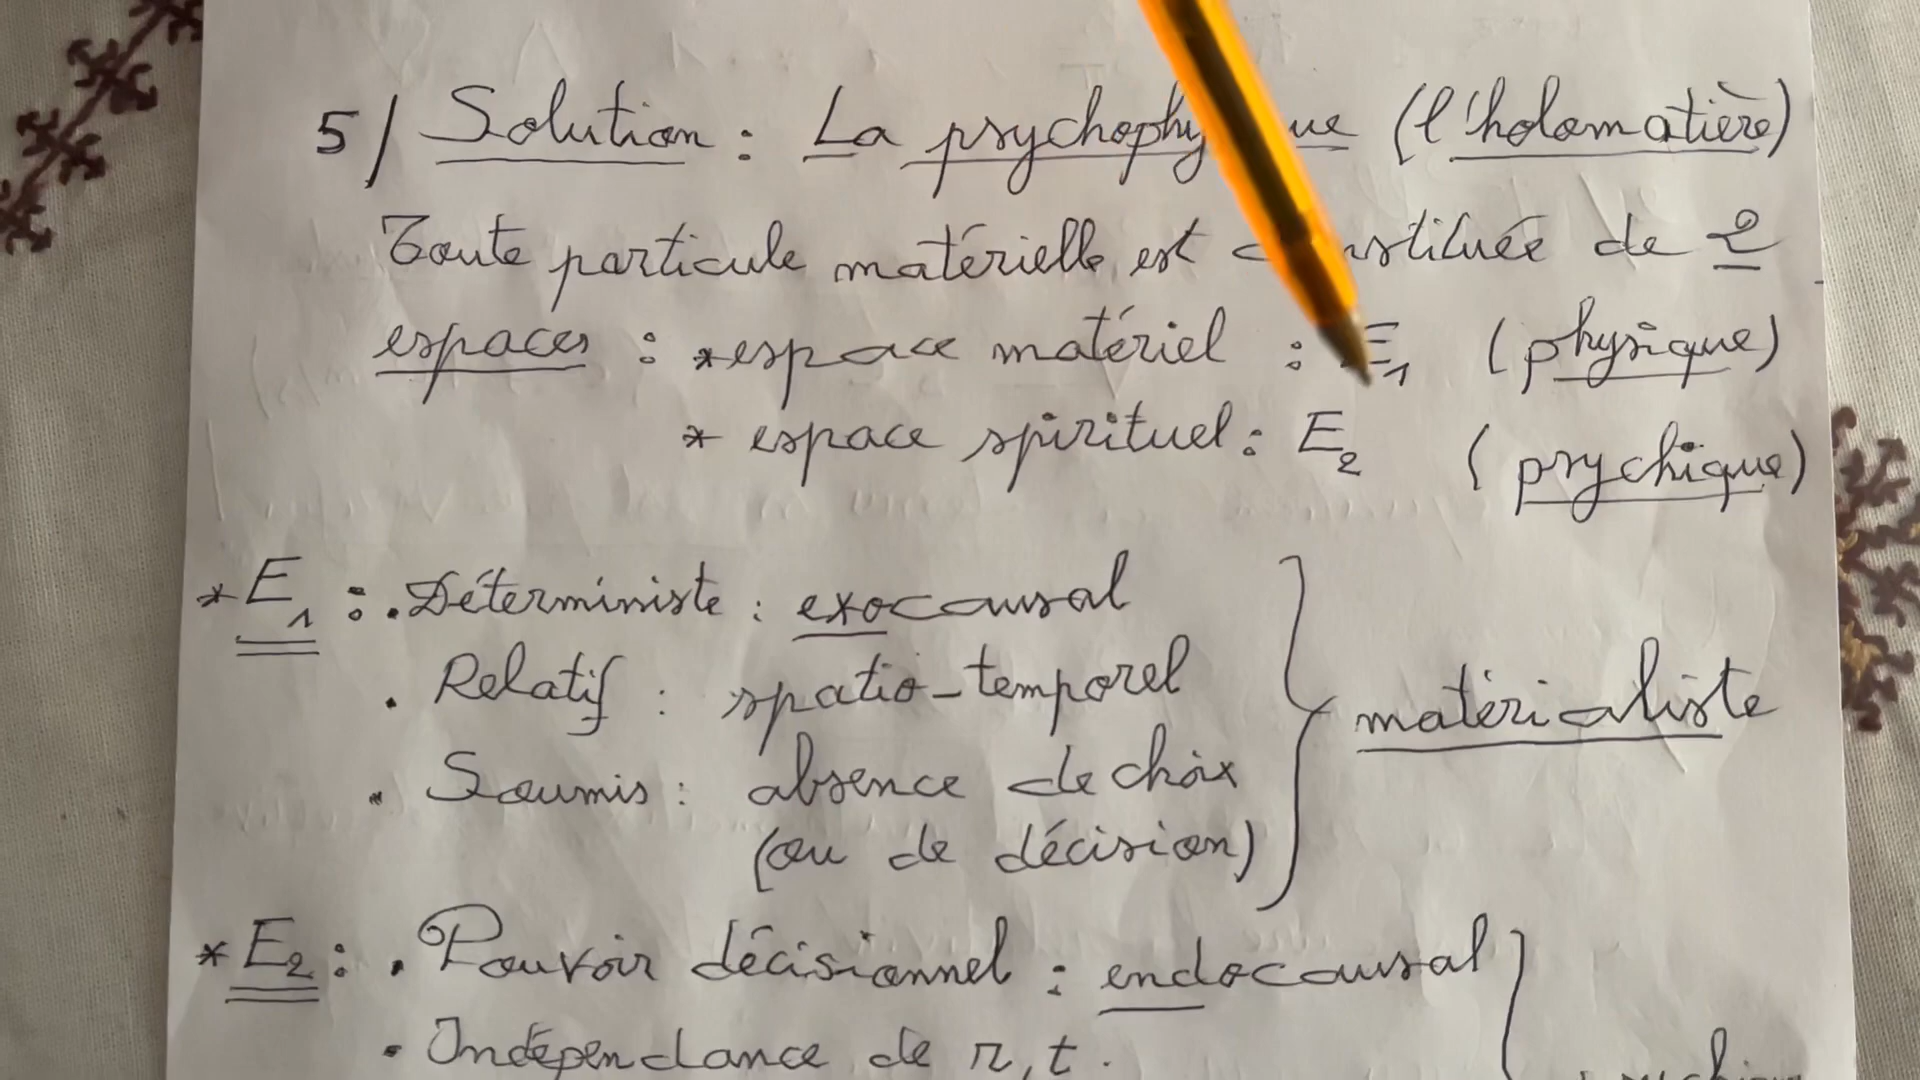 5/ Solution : La psychophy ue (l'holomatière)
Toute particule matérielle est c nstituée de 2
espaces : * espace matériel : E1 (physique)
* espace spirituel : E2 (psychique)
* E1 : . Déterministe : exocausal
. Relatif : spatio-temporel
. Soumis : absence de choix
(ou de décision)
matérialiste
* E2 : . Pouvoir décisionnel : endocausal
. Indépendance de r, t.